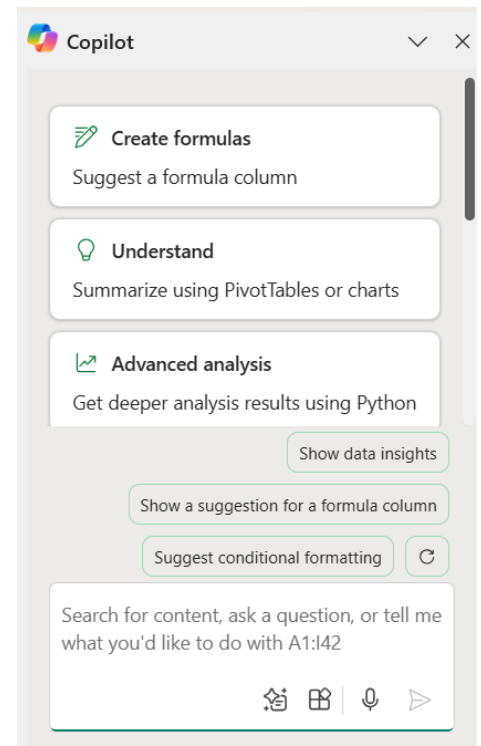 Copilot
Create formulas
Suggest a formula column
Understand
Summarize using PivotTables or charts
Advanced analysis
Get deeper analysis results using Python
Show data insights
Show a suggestion for a formula column
Suggest conditional formatting
Search for content, ask a question, or tell me
what you'd like to do with A1:I42